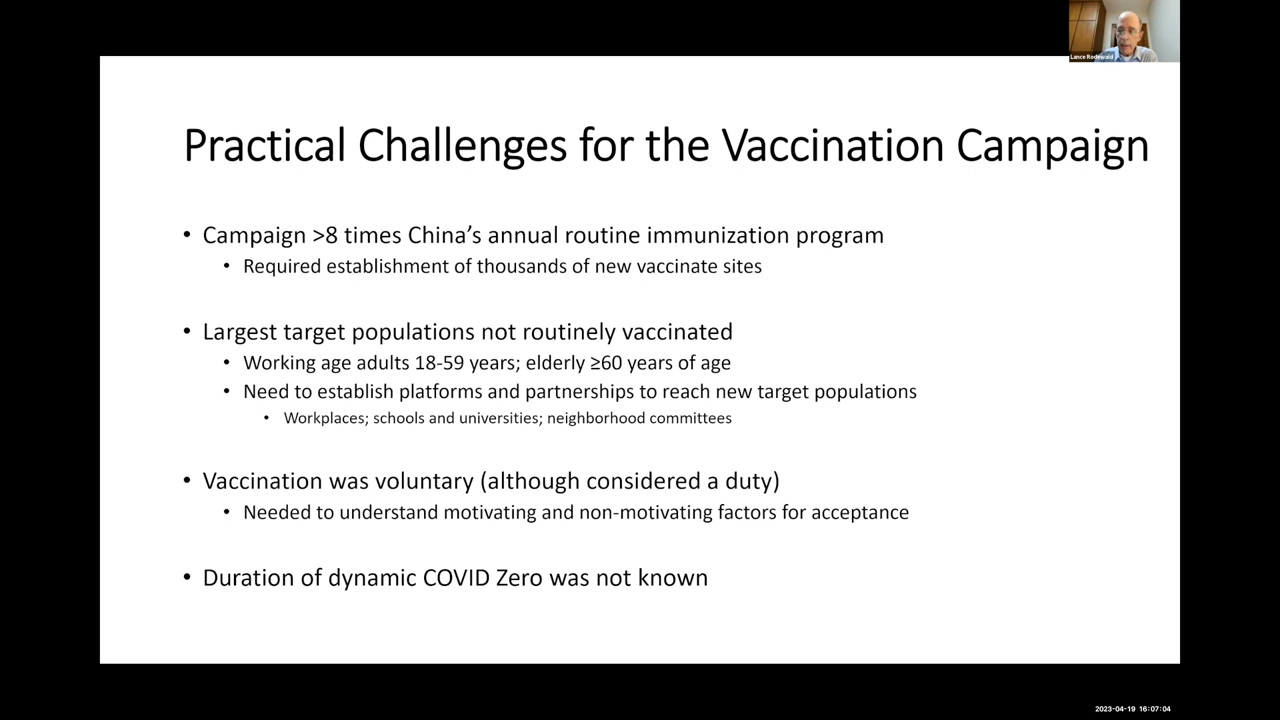 Lance Rodewald
Practical Challenges for the Vaccination Campaign
• Campaign >8 times China’s annual routine immunization program
• Required establishment of thousands of new vaccinate sites
• Largest target populations not routinely vaccinated
• Working age adults 18-59 years; elderly ≥60 years of age
• Need to establish platforms and partnerships to reach new target populations
• Workplaces; schools and universities; neighborhood committees
• Vaccination was voluntary (although considered a duty)
• Needed to understand motivating and non-motivating factors for acceptance
• Duration of dynamic COVID Zero was not known
2023-04-19 16:07:04